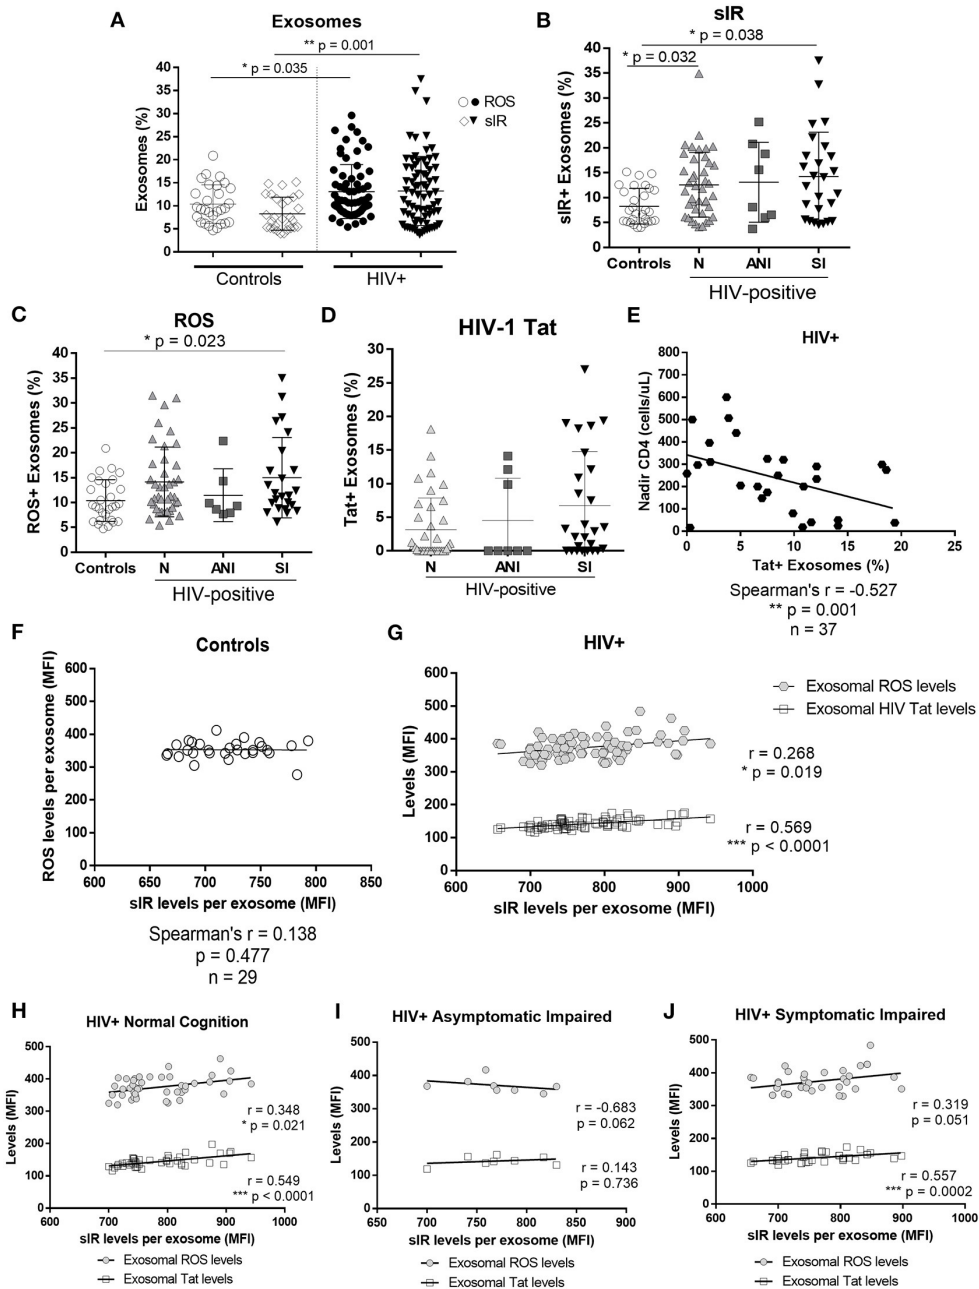 A
Exosomes
** p = 0.001
* p = 0.035
Exosomes (%)
40
35
30
25
20
15
10
5
0
Controls
HIV+
ROS
sIR
B
sIR
* p = 0.038
* p = 0.032
sIR+ Exosomes (%)
40
35
30
25
20
15
10
5
0
Controls N ANI SI
HIV-positive
C
ROS
* p = 0.023
ROS+ Exosomes (%)
40
35
30
25
20
15
10
5
0
Controls N ANI SI
HIV-positive
D
HIV-1 Tat
Tat+ Exosomes (%)
30
25
20
15
10
5
0
N ANI SI
HIV-positive
E
HIV+
Nadir CD4 (cells/uL)
800
700
600
500
400
300
200
100
0
0 5 10 15 20 25
Tat+ Exosomes (%)
Spearman's r = -0.527
** p = 0.001
n = 37
F
Controls
ROS levels per exosome (MFI)
600
500
400
300
200
100
0
600 650 700 750 800 850
sIR levels per exosome (MFI)
Spearman's r = 0.138
p = 0.477
n = 29
G
HIV+
Levels (MFI)
600
500
400
300
200
100
0
600 700 800 900 1000
sIR levels per exosome (MFI)
Exosomal ROS levels
Exosomal HIV Tat levels
r = 0.268
* p = 0.019
r = 0.569
*** p < 0.0001
H
HIV+ Normal Cognition
Levels (MFI)
500
400
300
200
100
0
600 700 800 900 1000
r = 0.348
* p = 0.021
r = 0.549
*** p < 0.0001
sIR levels per exosome (MFI)
Exosomal ROS levels
Exosomal Tat levels
I
HIV+ Asymptomatic Impaired
Levels (MFI)
500
400
300
200
100
0
650 700 750 800 850 900
r = -0.683
p = 0.062
r = 0.143
p = 0.736
sIR levels per exosome (MFI)
Exosomal ROS levels
Exosomal Tat levels
J
HIV+ Symptomatic Impaired
Levels (MFI)
500
400
300
200
100
0
600 700 800 900 1000
r = 0.319
p = 0.051
r = 0.557
*** p = 0.0002
sIR levels per exosome (MFI)
Exosomal ROS levels
Exosomal Tat levels